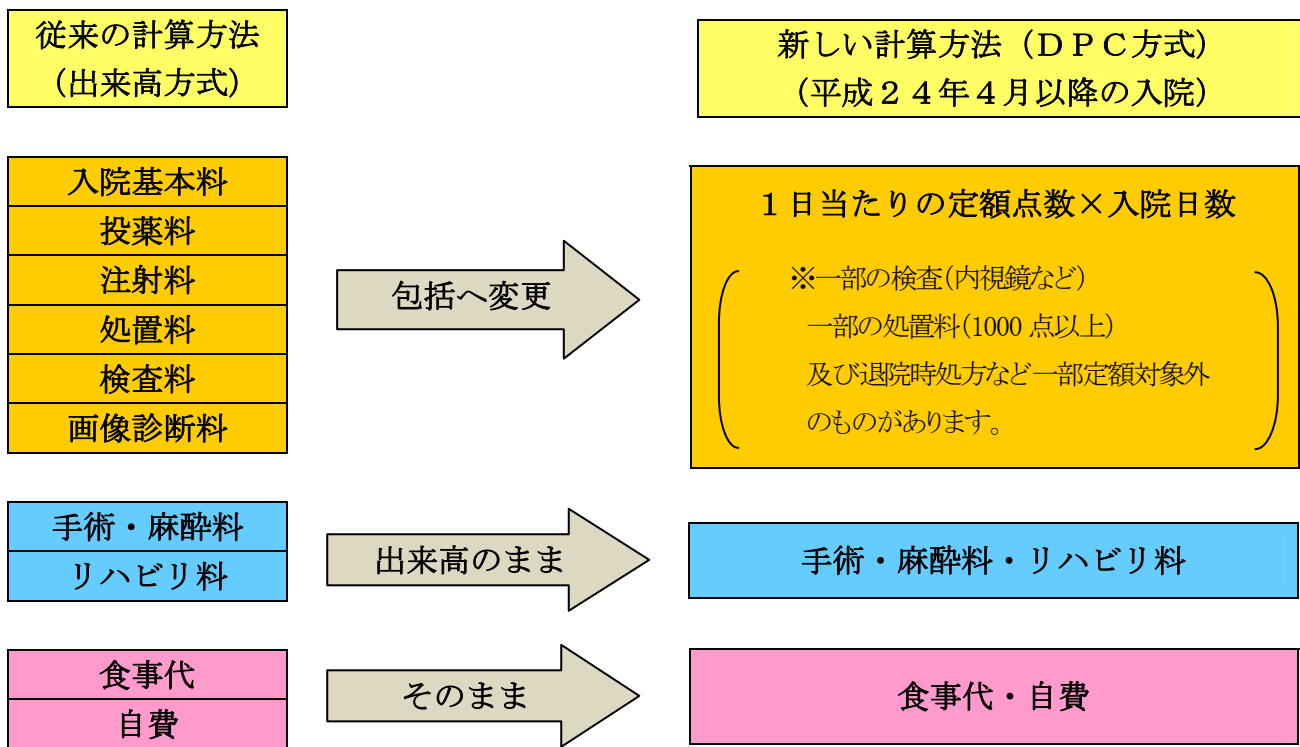 従来の計算方法
（出来高方式）
新しい計算方法（ＤＰＣ方式）
（平成２４年４月以降の入院）
入院基本料
投薬料
注射料
処置料
検査料
画像診断料
包括へ変更
１日当たりの定額点数×入院日数
※一部の検査（内視鏡など）
一部の処置料（1000 点以上）
及び退院時処方など一部定額対象外
のものがあります。
手術・麻酔料
リハビリ料
出来高のまま
手術・麻酔料・リハビリ料
食事代
自費
そのまま
食事代・自費